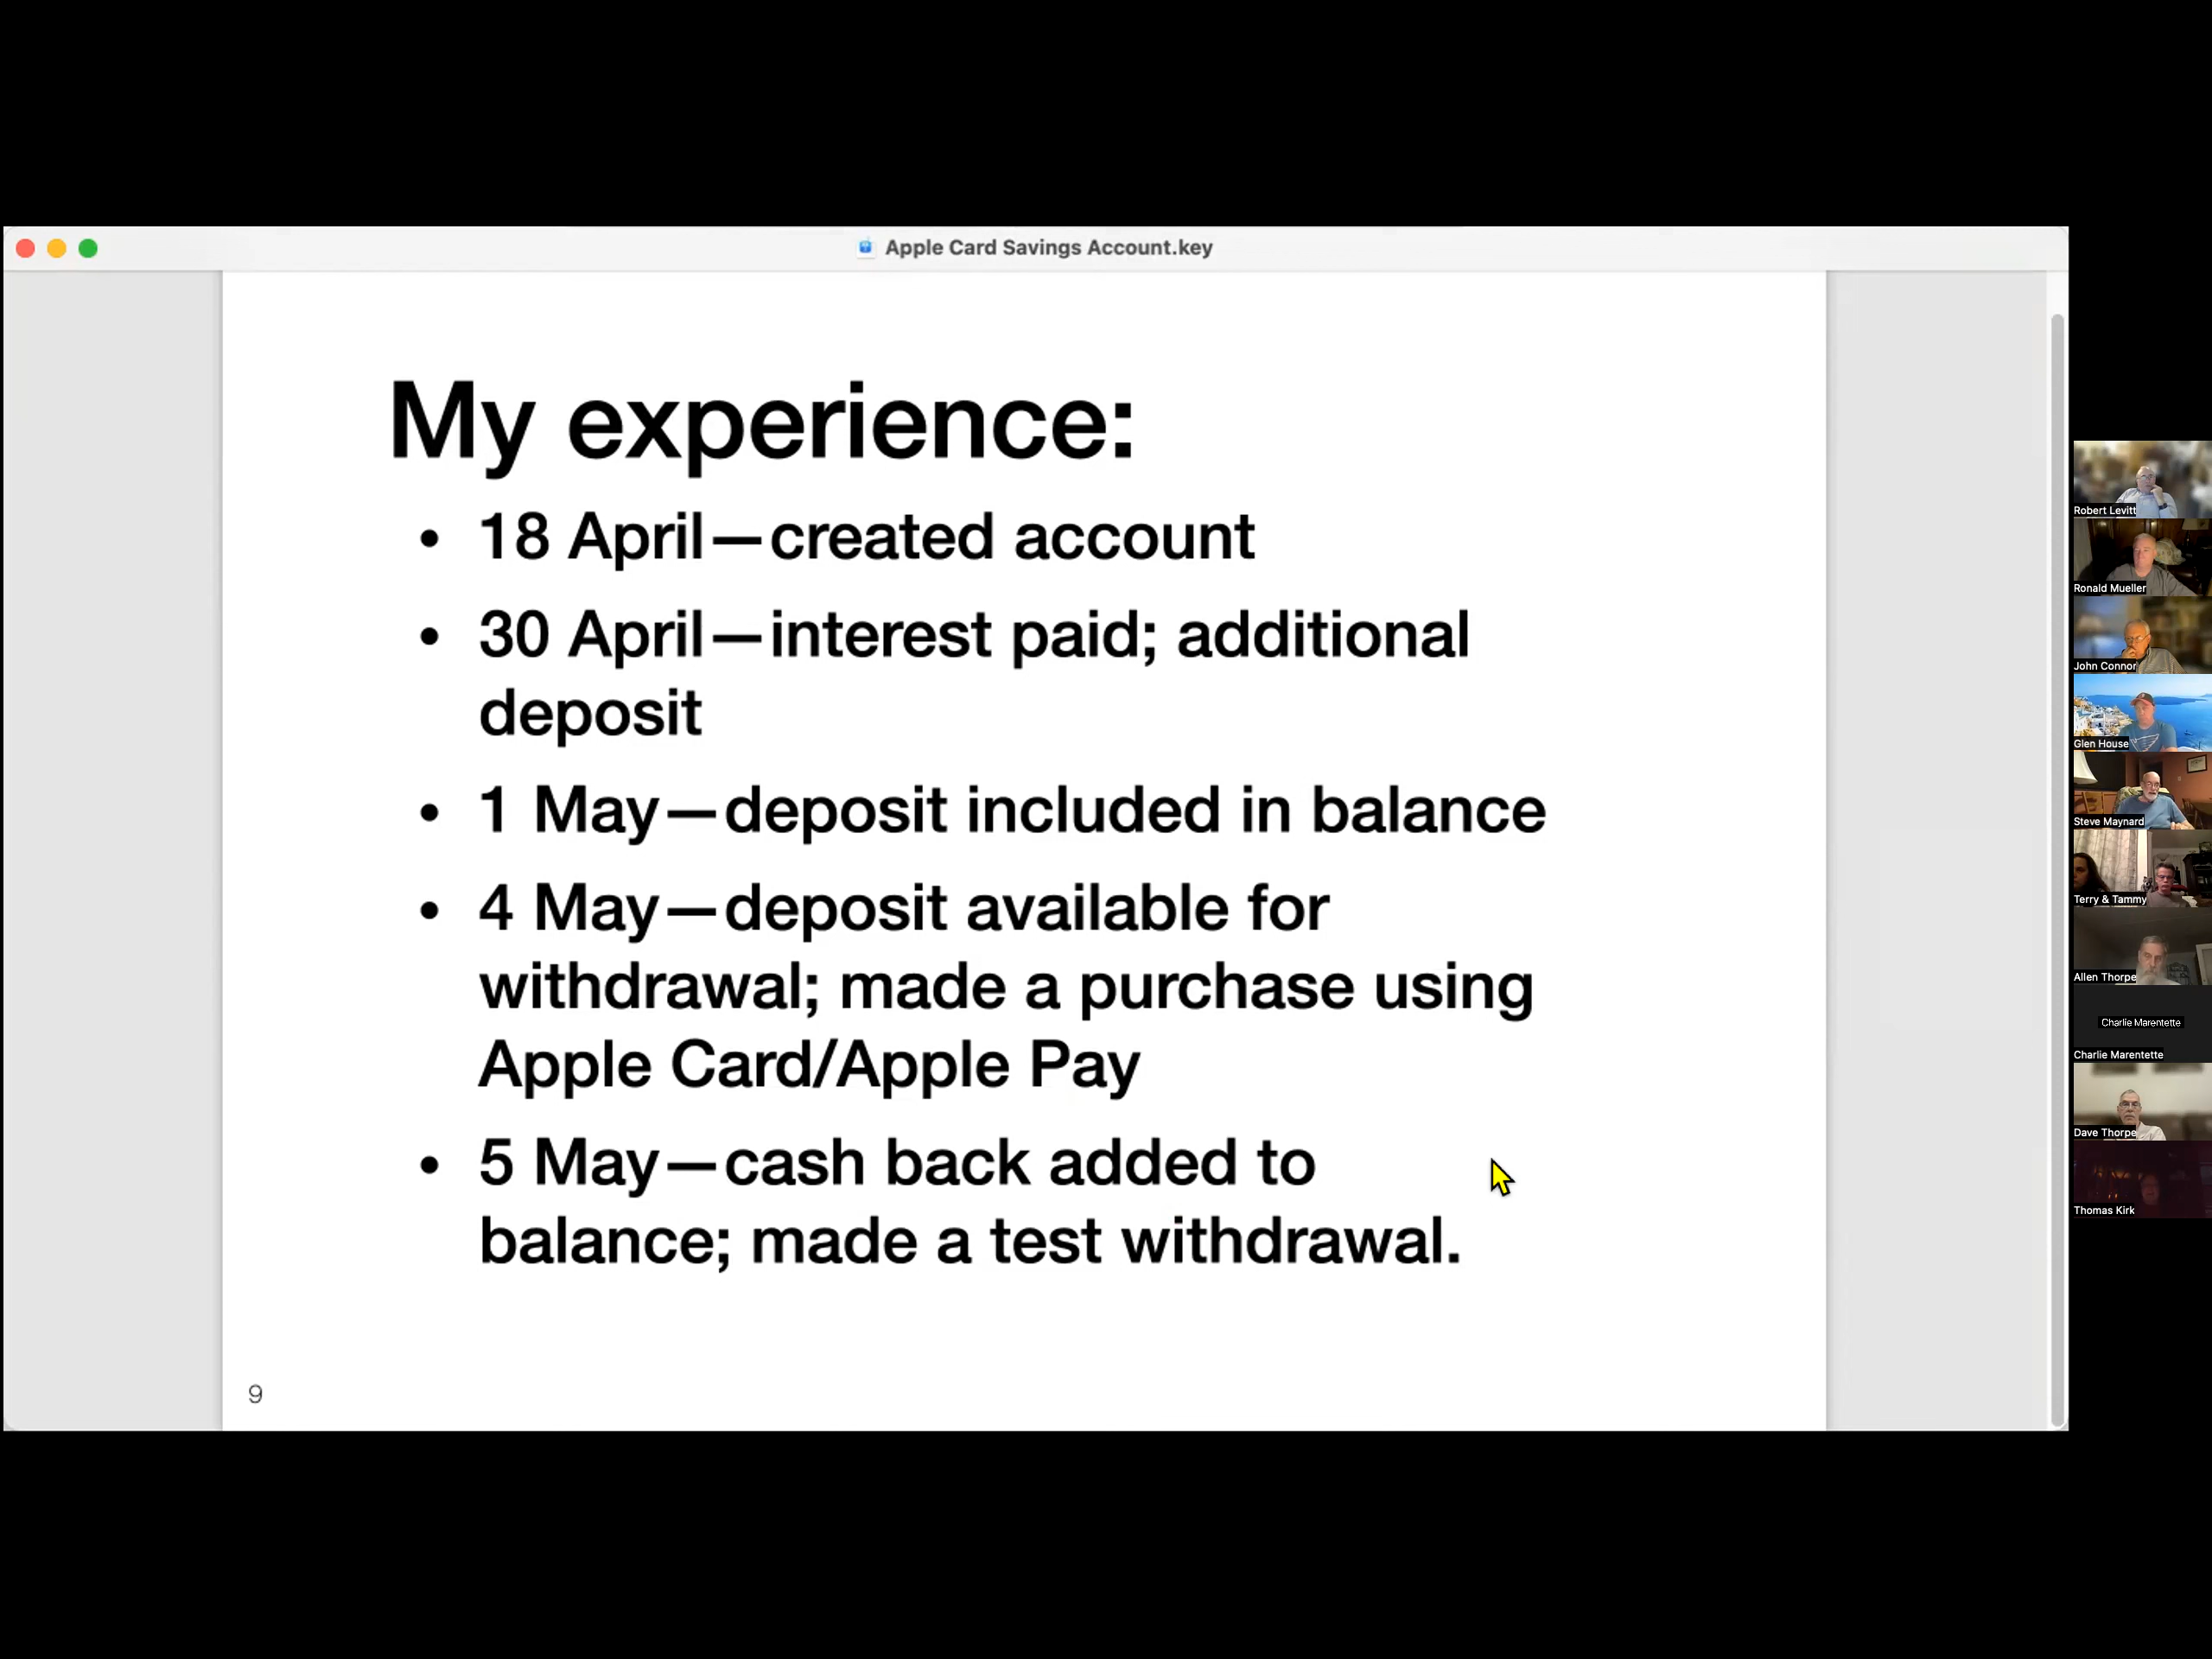 Apple Card Savings Account.key
My experience:
• 18 April—created account
• 30 April—interest paid; additional
deposit
• 1 May—deposit included in balance
• 4 May—deposit available for
withdrawal; made a purchase using
Apple Card/Apple Pay
• 5 May—cash back added to
balance; made a test withdrawal.
9
Robert Levitt
Ronald Mueller
John Connor
Glen House
Steve Maynard
Terry & Tammy
Allen Thorpe
Charlie Marentette
Charlie Marentette
Dave Thorpe
Thomas Kirk